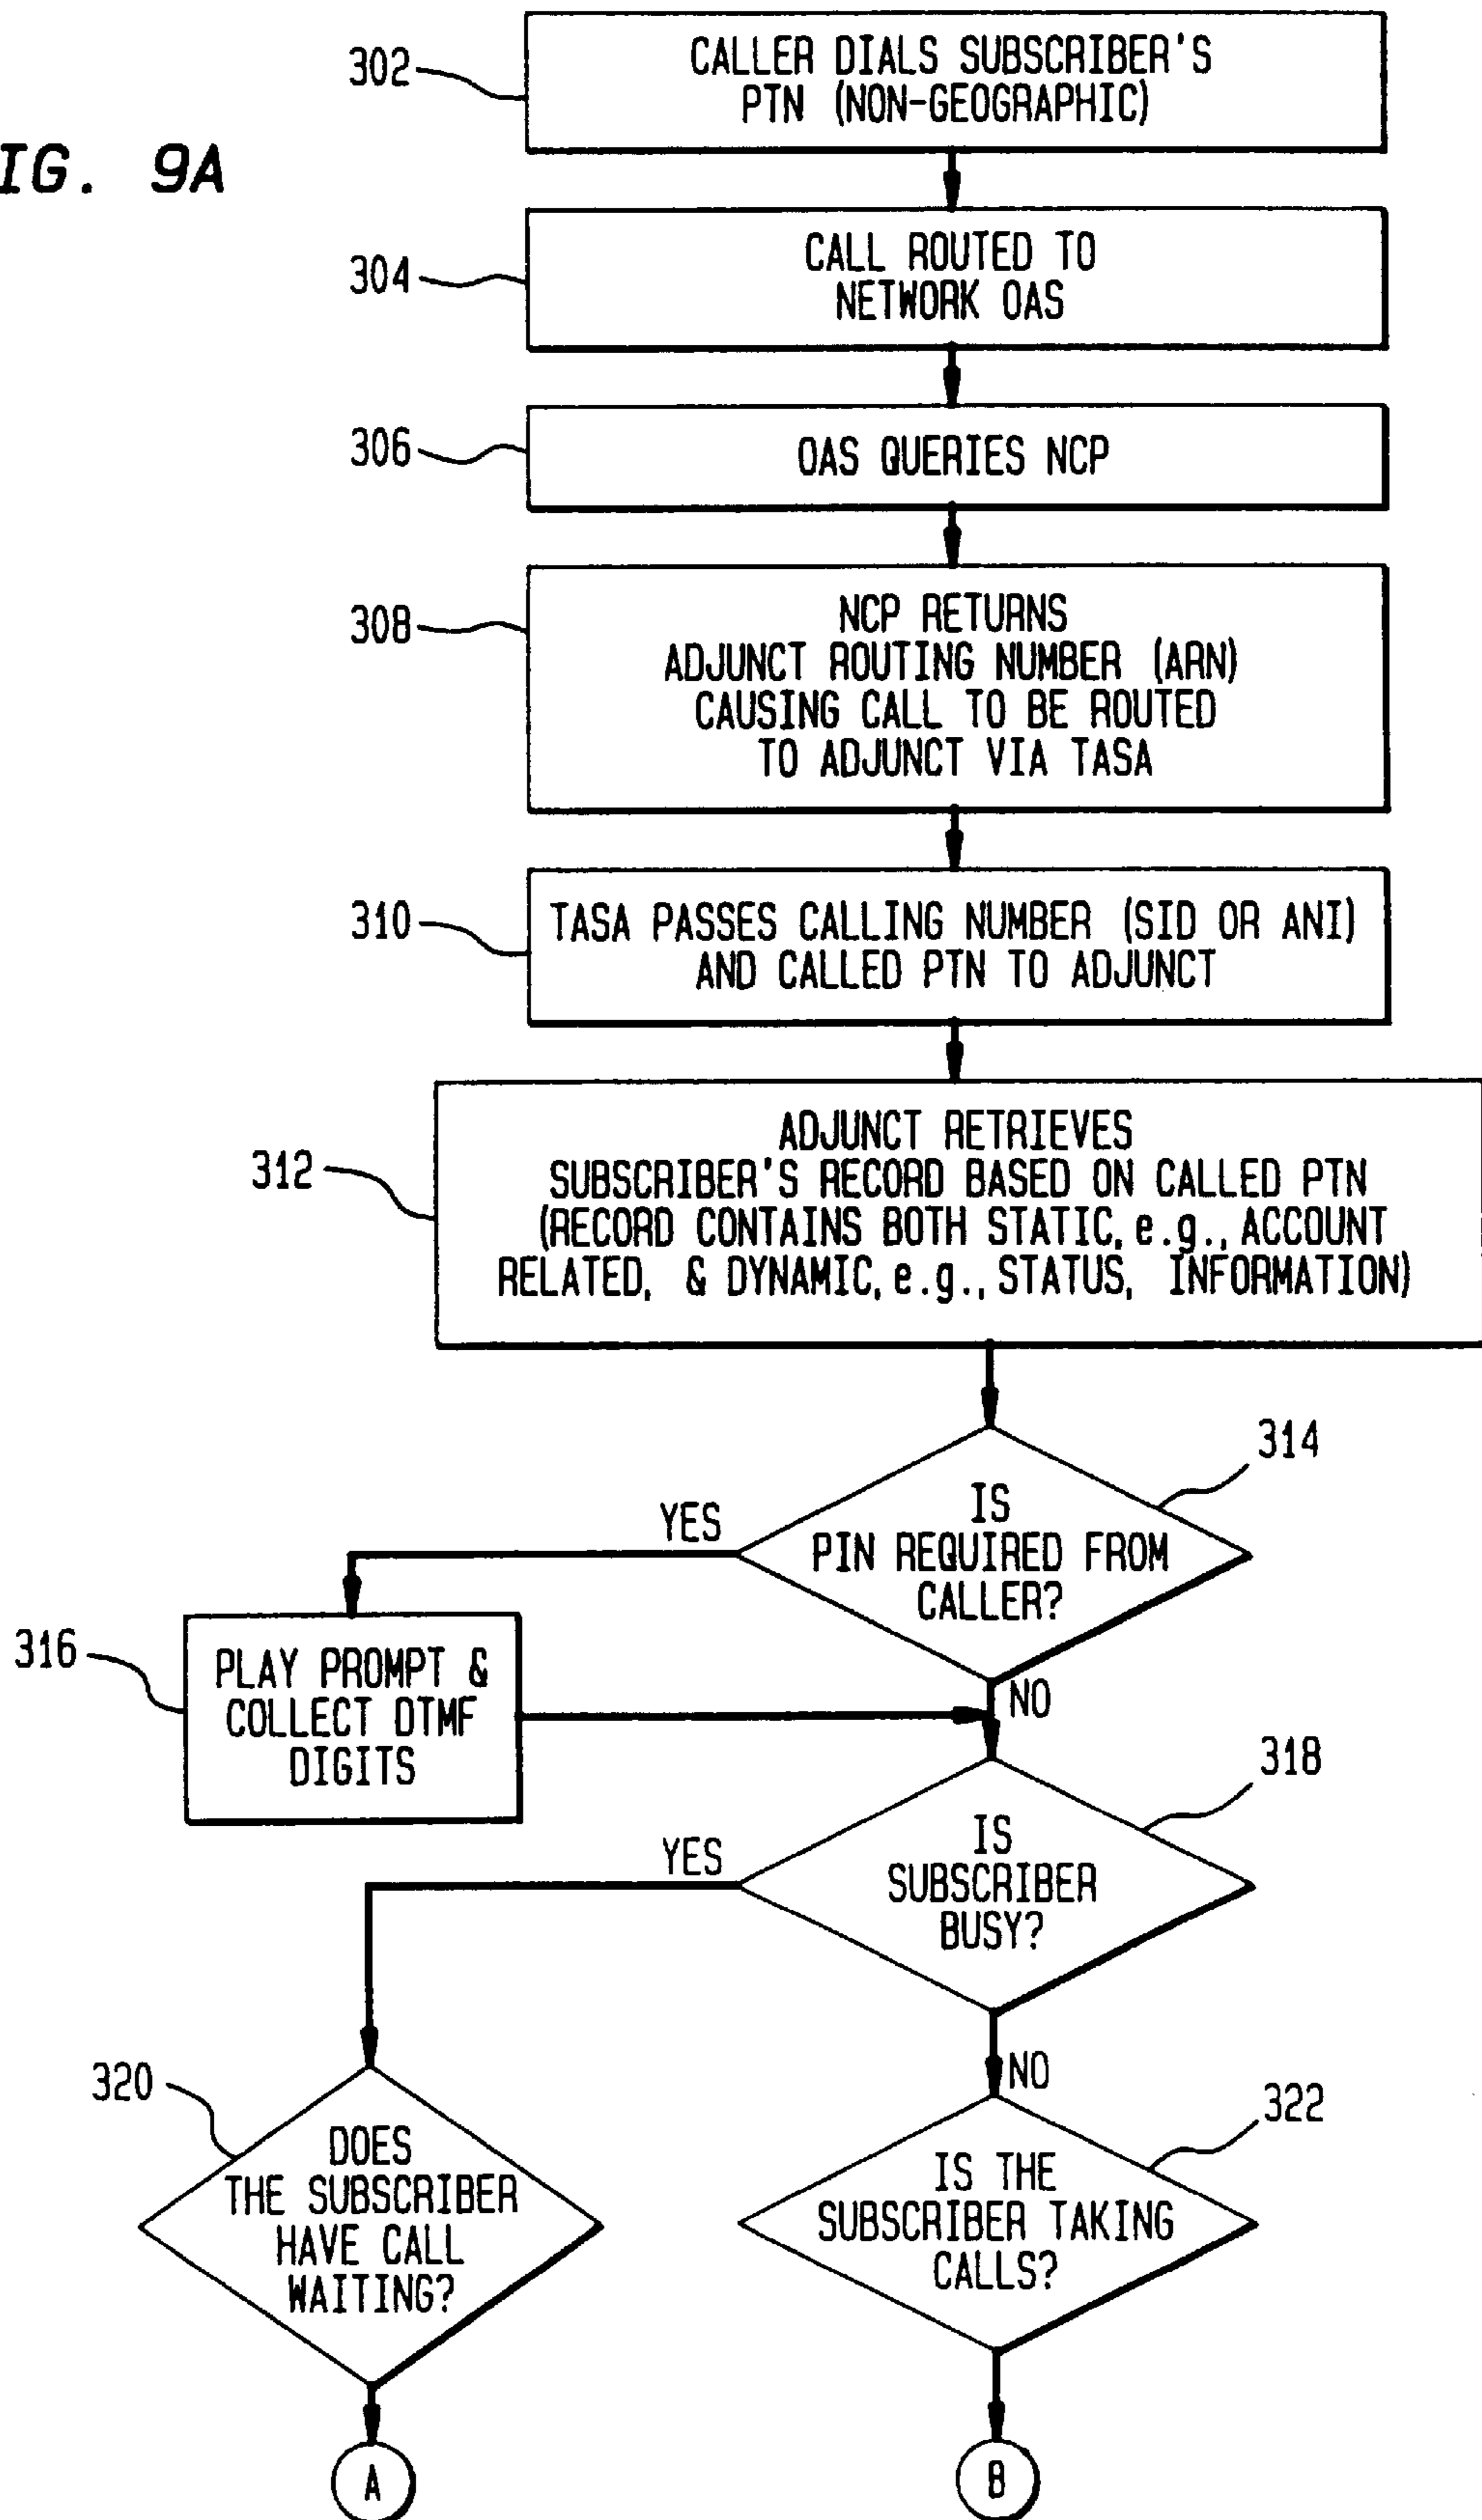 302
CALLER DIALS SUBSCRIBER'S
PTN (NON-GEOGRAPHIC)
IG. 9A
304
CALL ROUTED TO
NETWORK OAS
306
OAS QUERIES NCP
308
NCP RETURNS
ADJUNCT ROUTING NUMBER (ARN)
CAUSING CALL TO BE ROUTED
TO ADJUNCT VIA TASA
310
TASA PASSES CALLING NUMBER (SID OR ANI)
AND CALLED PTN TO ADJUNCT
312
ADJUNCT RETRIEVES
SUBSCRIBER'S RECORD BASED ON CALLED PTN
(RECORD CONTAINS BOTH STATIC, e.g., ACCOUNT
RELATED, & DYNAMIC, e.g., STATUS, INFORMATION)
314
IS
PIN REQUIRED FROM
CALLER?
YES
NO
316
PLAY PROMPT &
COLLECT DTMF
DIGITS
318
IS
SUBSCRIBER
BUSY?
YES
NO
320
DOES
THE SUBSCRIBER
HAVE CALL
WAITING?
322
IS THE
SUBSCRIBER TAKING
CALLS?
A
B